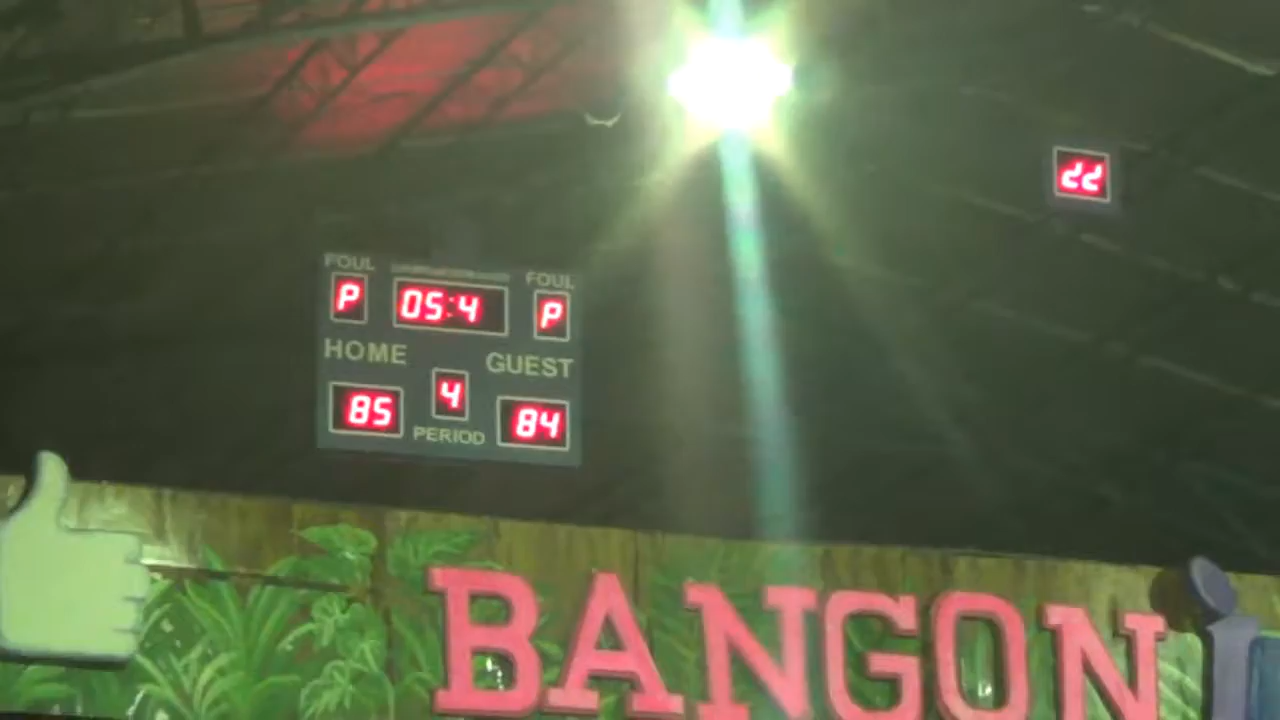 FOUL FOUL
P 05:4 P
22
HOME GUEST
85 4 84
PERIOD
BANGON